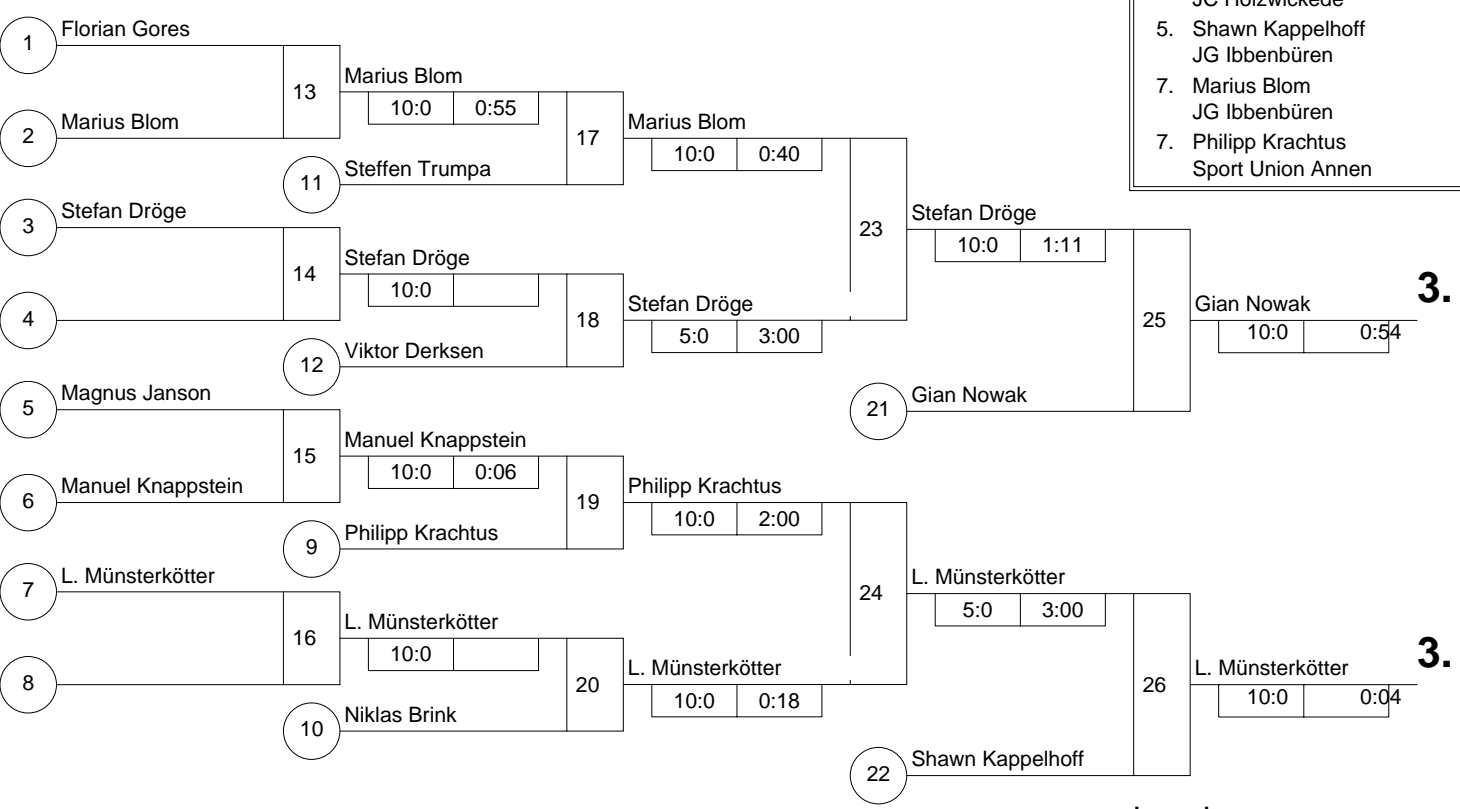 JC Holzwickede
5. Shawn Kappelhoff
JG Ibbenbüren
7. Marius Blom
JG Ibbenbüren
7. Philipp Krachtus
Sport Union Annen
1 Florian Gores
13
Marius Blom
10:0 0:55
2 Marius Blom
17
Marius Blom
10:0 0:40
11 Steffen Trumpa
3 Stefan Dröge
23
Stefan Dröge
10:0 1:11
14
Stefan Dröge
10:0
4
18
Stefan Dröge
5:0 3:00
12 Viktor Derksen
25
Gian Nowak
10:0 0:54
3.
5 Magnus Janson
21 Gian Nowak
15
Manuel Knappstein
10:0 0:06
6 Manuel Knappstein
19
Philipp Krachtus
10:0 2:00
9 Philipp Krachtus
7 L. Münsterkötter
24
L. Münsterkötter
5:0 3:00
16
L. Münsterkötter
10:0
8
20
L. Münsterkötter
10:0 0:18
10 Niklas Brink
26
L. Münsterkötter
10:0 0:04
3.
22 Shawn Kappelhoff